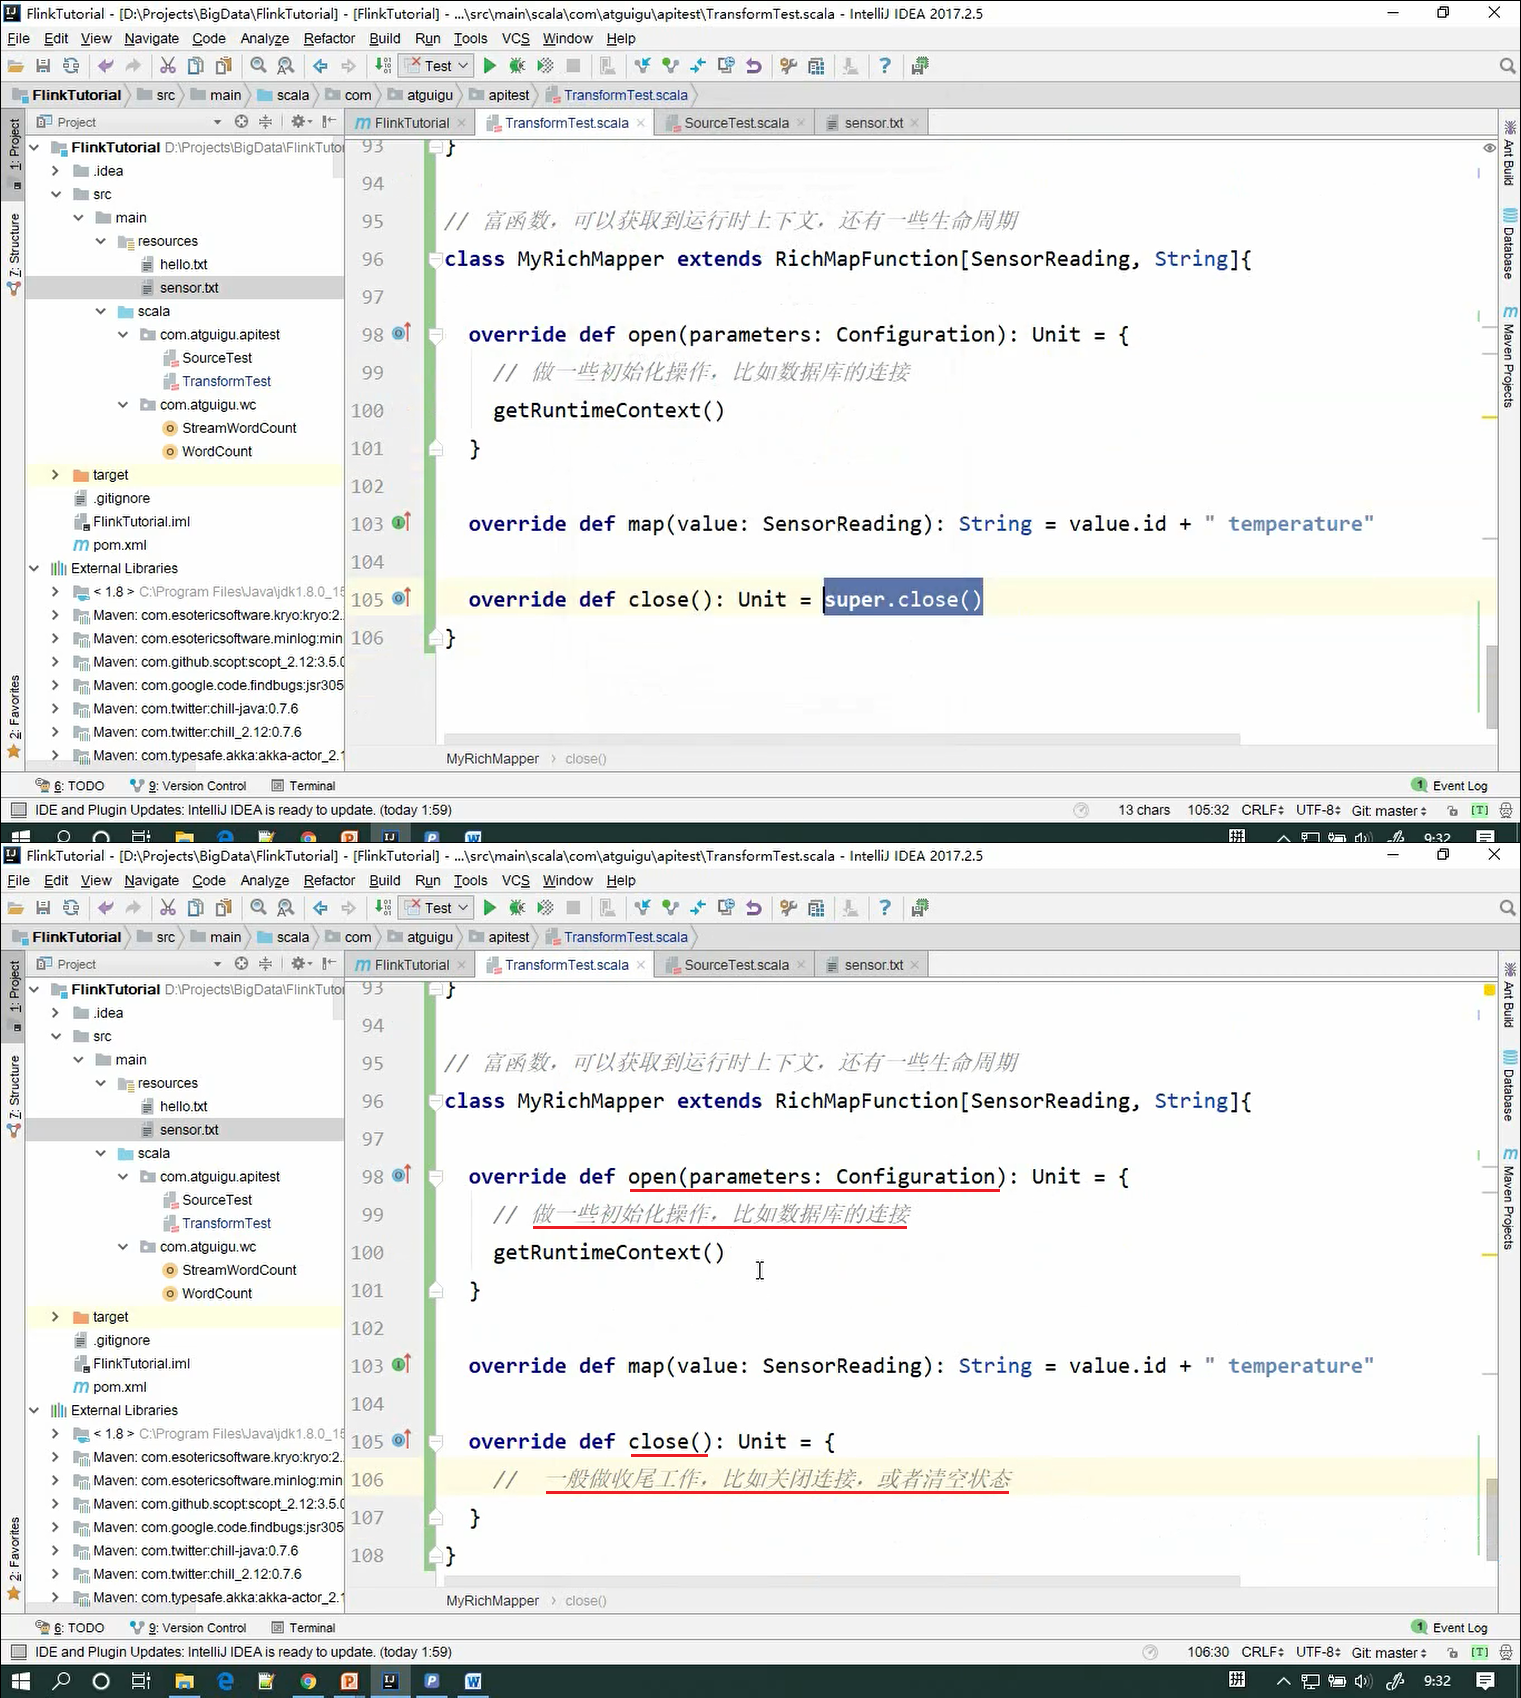 FlinkTutorial - [D:\Projects\BigData\FlinkTutorial] - [FlinkTutorial] - ...\src\main\scala\com\atguigu\apitest\TransformTest.scala - IntelliJ IDEA 2017.2.5
File Edit View Navigate Code Analyze Refactor Build Run Tools VCS Window Help
Test
FlinkTutorial src main scala com atguigu apitest TransformTest.scala
Project
FlinkTutorial TransformTest.scala SourceTest.scala sensor.txt
1: Project
7: Structure
2: Favorites
FlinkTutorial D:\Projects\BigData\FlinkTuto
.idea
src
main
resources
hello.txt
sensor.txt
scala
com.atguigu.apitest
SourceTest
TransformTest
com.atguigu.wc
StreamWordCount
WordCount
target
.gitignore
FlinkTutorial.iml
pom.xml
External Libraries
< 1.8 > C:\Program Files\Java\jdk1.8.0_15
Maven: com.esotericsoftware.kryo:kryo:2.
Maven: com.esotericsoftware.minlog:min
Maven: com.github.scopt:scopt_2.12:3.5.0
Maven: com.google.code.findbugs:jsr305
Maven: com.twitter:chill-java:0.7.6
Maven: com.twitter:chill_2.12:0.7.6
Maven: com.typesafe.akka:akka-actor_2.1
93 }
94
95 // 富函数，可以获取到运行时上下文，还有一些生命周期
96 class MyRichMapper extends RichMapFunction[SensorReading, String]{
97
98 override def open(parameters: Configuration): Unit = {
99 // 做一些初始化操作，比如数据库的连接
100 getRuntimeContext()
101 }
102
103 override def map(value: SensorReading): String = value.id + " temperature"
104
105 override def close(): Unit = super.close()
106 }
MyRichMapper close()
Ant Build
Database
Maven Projects
6: TODO 9: Version Control Terminal 1 Event Log
IDE and Plugin Updates: IntelliJ IDEA is ready to update. (today 1:59) 13 chars 105:32 CRLF UTF-8 Git: master [T]
拼 9:32
FlinkTutorial - [D:\Projects\BigData\FlinkTutorial] - [FlinkTutorial] - ...\src\main\scala\com\atguigu\apitest\TransformTest.scala - IntelliJ IDEA 2017.2.5
File Edit View Navigate Code Analyze Refactor Build Run Tools VCS Window Help
Test
FlinkTutorial src main scala com atguigu apitest TransformTest.scala
Project
FlinkTutorial TransformTest.scala SourceTest.scala sensor.txt
1: Project
7: Structure
2: Favorites
FlinkTutorial D:\Projects\BigData\FlinkTuto
.idea
src
main
resources
hello.txt
sensor.txt
scala
com.atguigu.apitest
SourceTest
TransformTest
com.atguigu.wc
StreamWordCount
WordCount
target
.gitignore
FlinkTutorial.iml
pom.xml
External Libraries
< 1.8 > C:\Program Files\Java\jdk1.8.0_15
Maven: com.esotericsoftware.kryo:kryo:2.
Maven: com.esotericsoftware.minlog:min
Maven: com.github.scopt:scopt_2.12:3.5.0
Maven: com.google.code.findbugs:jsr305
Maven: com.twitter:chill-java:0.7.6
Maven: com.twitter:chill_2.12:0.7.6
Maven: com.typesafe.akka:akka-actor_2.1
93 }
94
95 // 富函数，可以获取到运行时上下文，还有一些生命周期
96 class MyRichMapper extends RichMapFunction[SensorReading, String]{
97
98 override def open(parameters: Configuration): Unit = {
99 // 做一些初始化操作，比如数据库的连接
100 getRuntimeContext()
101 }
102
103 override def map(value: SensorReading): String = value.id + " temperature"
104
105 override def close(): Unit = {
106 // 一般做收尾工作，比如关闭连接，或者清空状态
107 }
108 }
MyRichMapper close()
Ant Build
Database
Maven Projects
6: TODO 9: Version Control Terminal 1 Event Log
IDE and Plugin Updates: IntelliJ IDEA is ready to update. (today 1:59) 106:30 CRLF UTF-8 Git: master [T]
拼 9:32